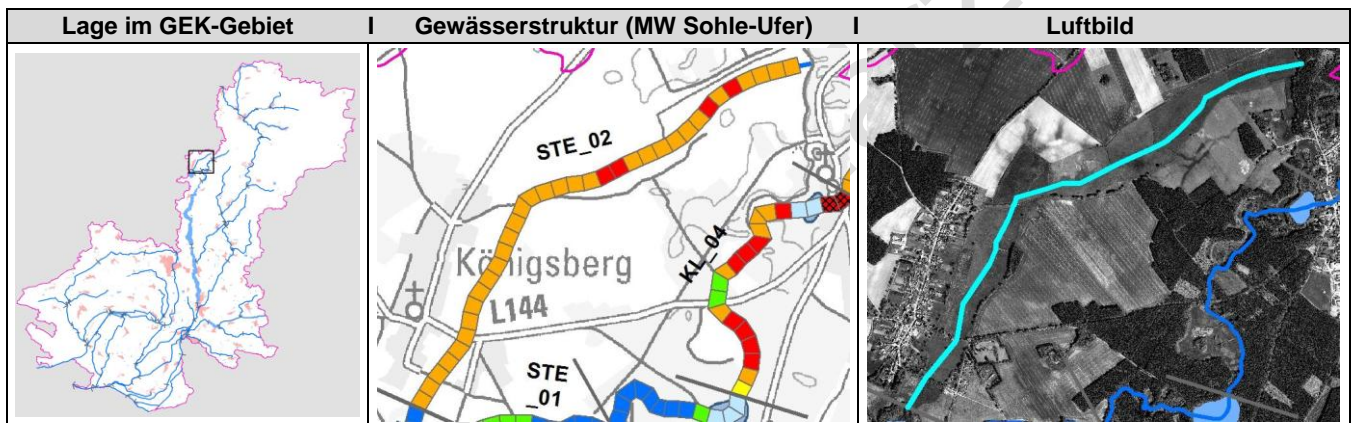 Lage im GEK-Gebiet I Gewässerstruktur (MW Sohle-Ufer) I Luftbild
STE_02
KL_04
Königsberg
L144
STE
_01